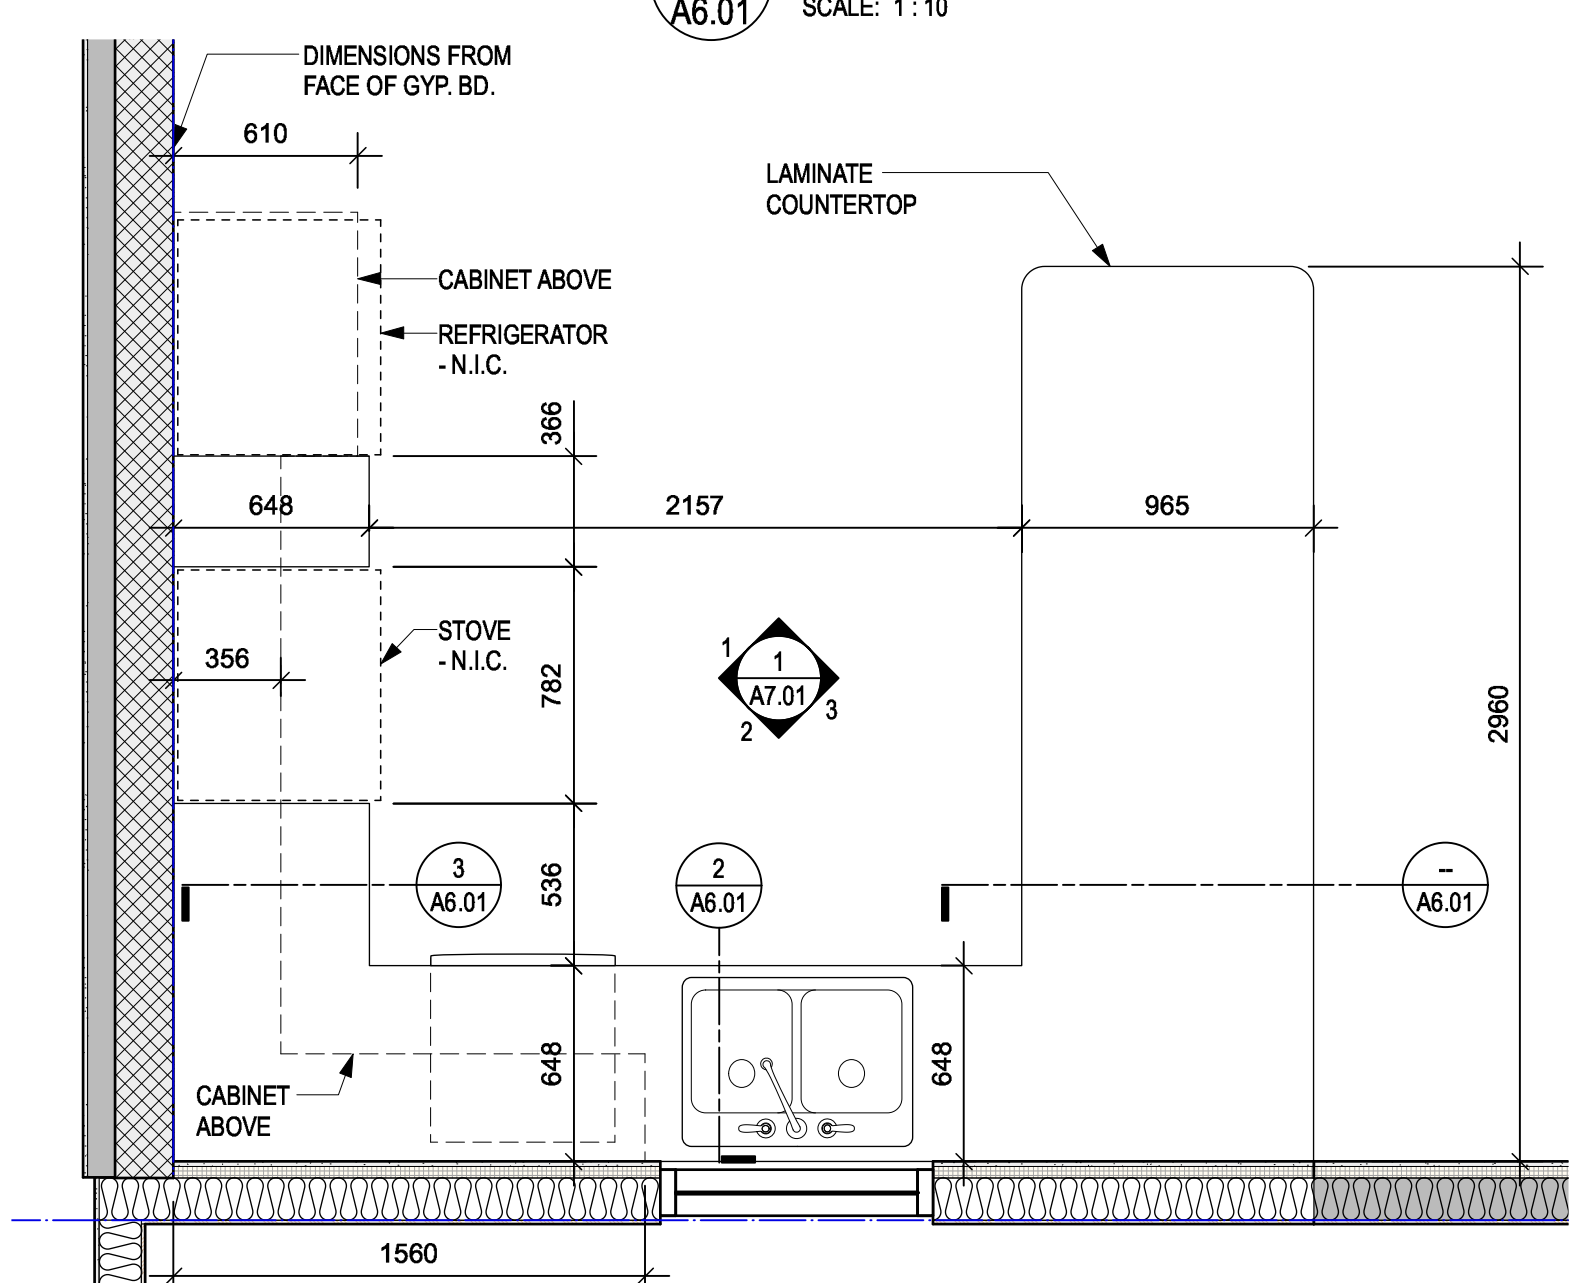 A6.01
SCALE: 1 : 10
DIMENSIONS FROM
FACE OF GYP. BD.
610
LAMINATE
COUNTERTOP
CABINET ABOVE
REFRIGERATOR
- N.I.C.
366
648
2157
965
STOVE
- N.I.C.
356
782
1
1
A7.01
2
3
2960
3
A6.01
536
2
A6.01
--
A6.01
648
648
CABINET
ABOVE
1560